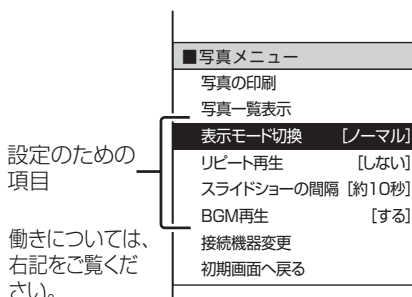 ■写真メニュー
写真の印刷
写真一覧表示
表示モード切換 [ノーマル]
リピート再生 [しない]
スライドショーの間隔 [約10秒]
BGM再生 [する]
接続機器変更
初期画面へ戻る
設定のための
項目
働きについては、
右記をご覧くだ
さい。